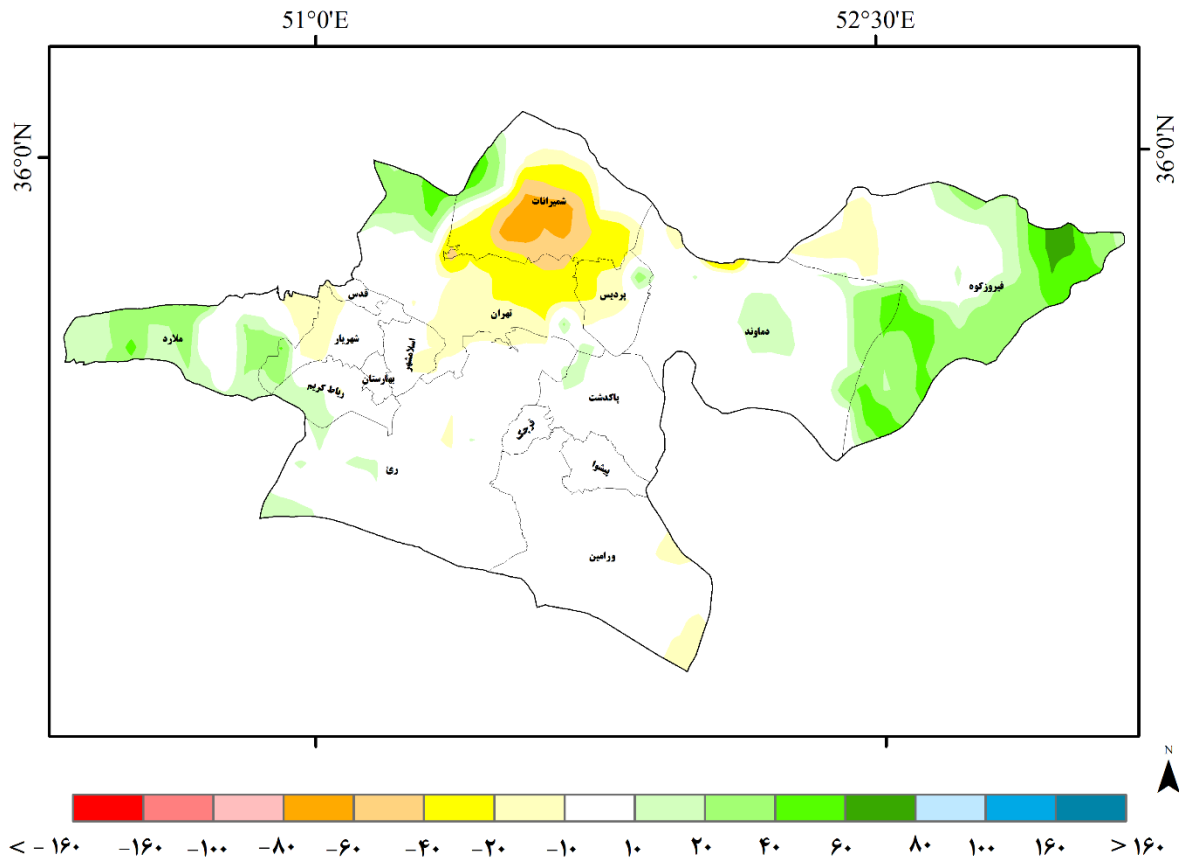 51°0'E
52°30'E
36°0'N
36°0'N
شمیرانات
فیروزکوه
پردیس
قدس
تهران
دماوند
ملارد
شهریار
اسلامشهر
بهارستان
رباط کریم
پاکدشت
پیشوا
ری
ورامین
N
< -۱۶۰ -۱۶۰ -۱۰۰ -۸۰ -۶۰ -۴۰ -۲۰ -۱۰ ۱۰ ۲۰ ۴۰ ۶۰ ۸۰ ۱۰۰ ۱۶۰ > ۱۶۰